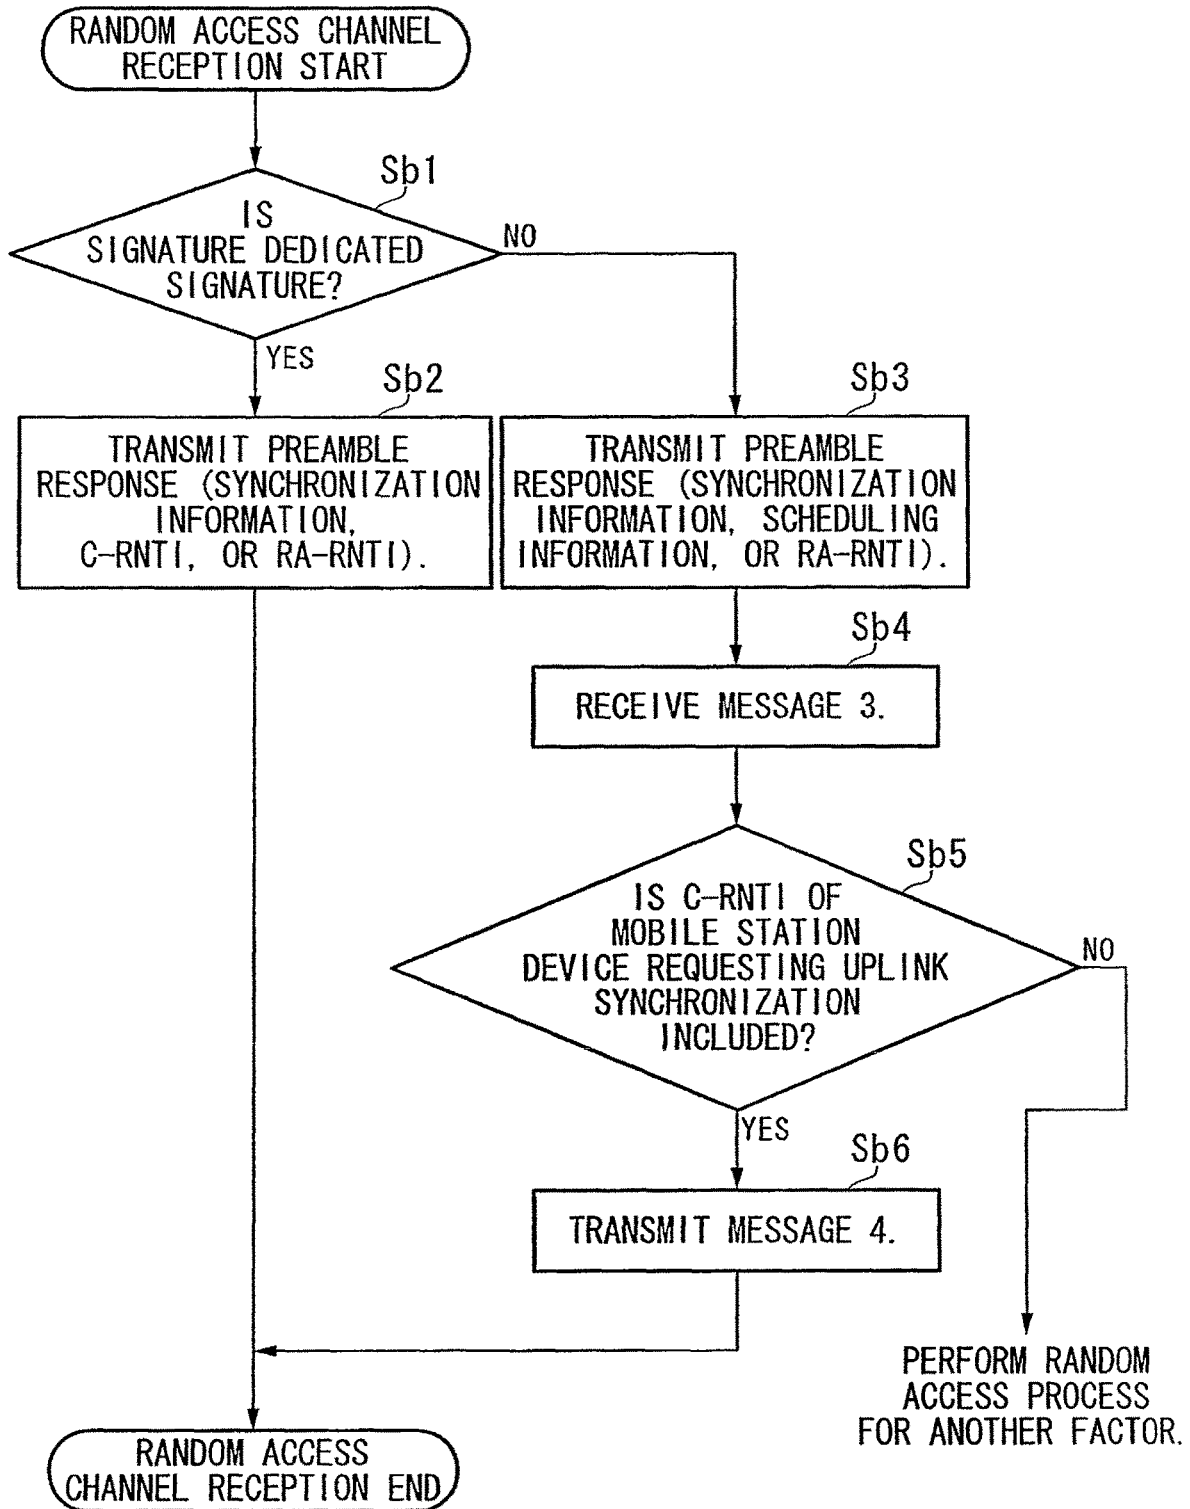 RANDOM ACCESS CHANNEL
RECEPTION START
Sb1
IS
SIGNATURE DEDICATED
SIGNATURE?
NO
YES
Sb2
TRANSMIT PREAMBLE
RESPONSE (SYNCHRONIZATION
INFORMATION,
C-RNTI, OR RA-RNTI).
Sb3
TRANSMIT PREAMBLE
RESPONSE (SYNCHRONIZATION
INFORMATION, SCHEDULING
INFORMATION, OR RA-RNTI).
Sb4
RECEIVE MESSAGE 3.
Sb5
IS C-RNTI OF
MOBILE STATION
DEVICE REQUESTING UPLINK
SYNCHRONIZATION
INCLUDED?
NO
YES
Sb6
TRANSMIT MESSAGE 4.
PERFORM RANDOM
ACCESS PROCESS
FOR ANOTHER FACTOR.
RANDOM ACCESS
CHANNEL RECEPTION END